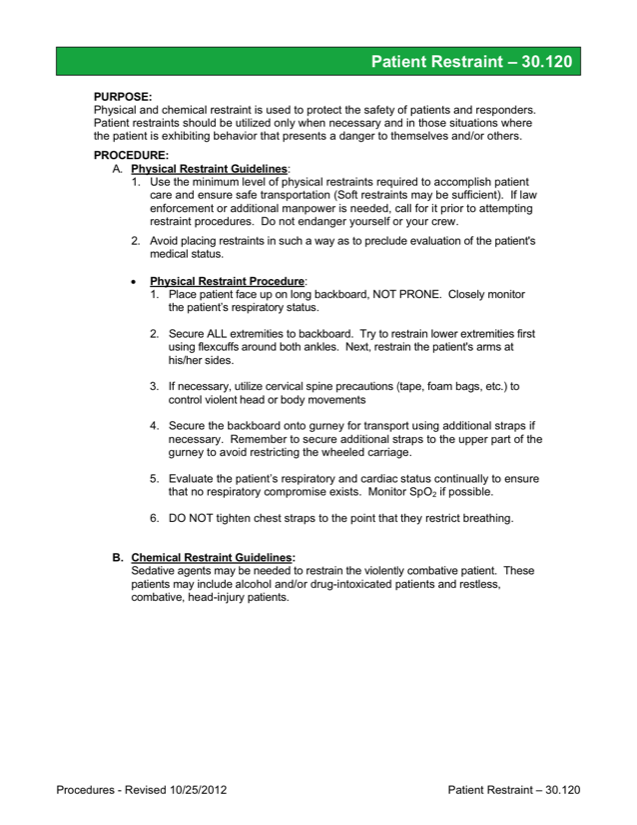 Patient Restraint – 30.120
PURPOSE:
Physical and chemical restraint is used to protect the safety of patients and responders.
Patient restraints should be utilized only when necessary and in those situations where
the patient is exhibiting behavior that presents a danger to themselves and/or others.
PROCEDURE:
A. Physical Restraint Guidelines:
1. Use the minimum level of physical restraints required to accomplish patient
care and ensure safe transportation (Soft restraints may be sufficient). If law
enforcement or additional manpower is needed, call for it prior to attempting
restraint procedures. Do not endanger yourself or your crew.
2. Avoid placing restraints in such a way as to preclude evaluation of the patient's
medical status.
• Physical Restraint Procedure:
1. Place patient face up on long backboard, NOT PRONE. Closely monitor
the patient's respiratory status.
2. Secure ALL extremities to backboard. Try to restrain lower extremities first
using flexcuffs around both ankles. Next, restrain the patient's arms at
his/her sides.
3. If necessary, utilize cervical spine precautions (tape, foam bags, etc.) to
control violent head or body movements
4. Secure the backboard onto gurney for transport using additional straps if
necessary. Remember to secure additional straps to the upper part of the
gurney to avoid restricting the wheeled carriage.
5. Evaluate the patient's respiratory and cardiac status continually to ensure
that no respiratory compromise exists. Monitor SpO₂ if possible.
6. DO NOT tighten chest straps to the point that they restrict breathing.
B. Chemical Restraint Guidelines:
Sedative agents may be needed to restrain the violently combative patient. These
patients may include alcohol and/or drug-intoxicated patients and restless,
combative, head-injury patients.
Procedures - Revised 10/25/2012
Patient Restraint – 30.120